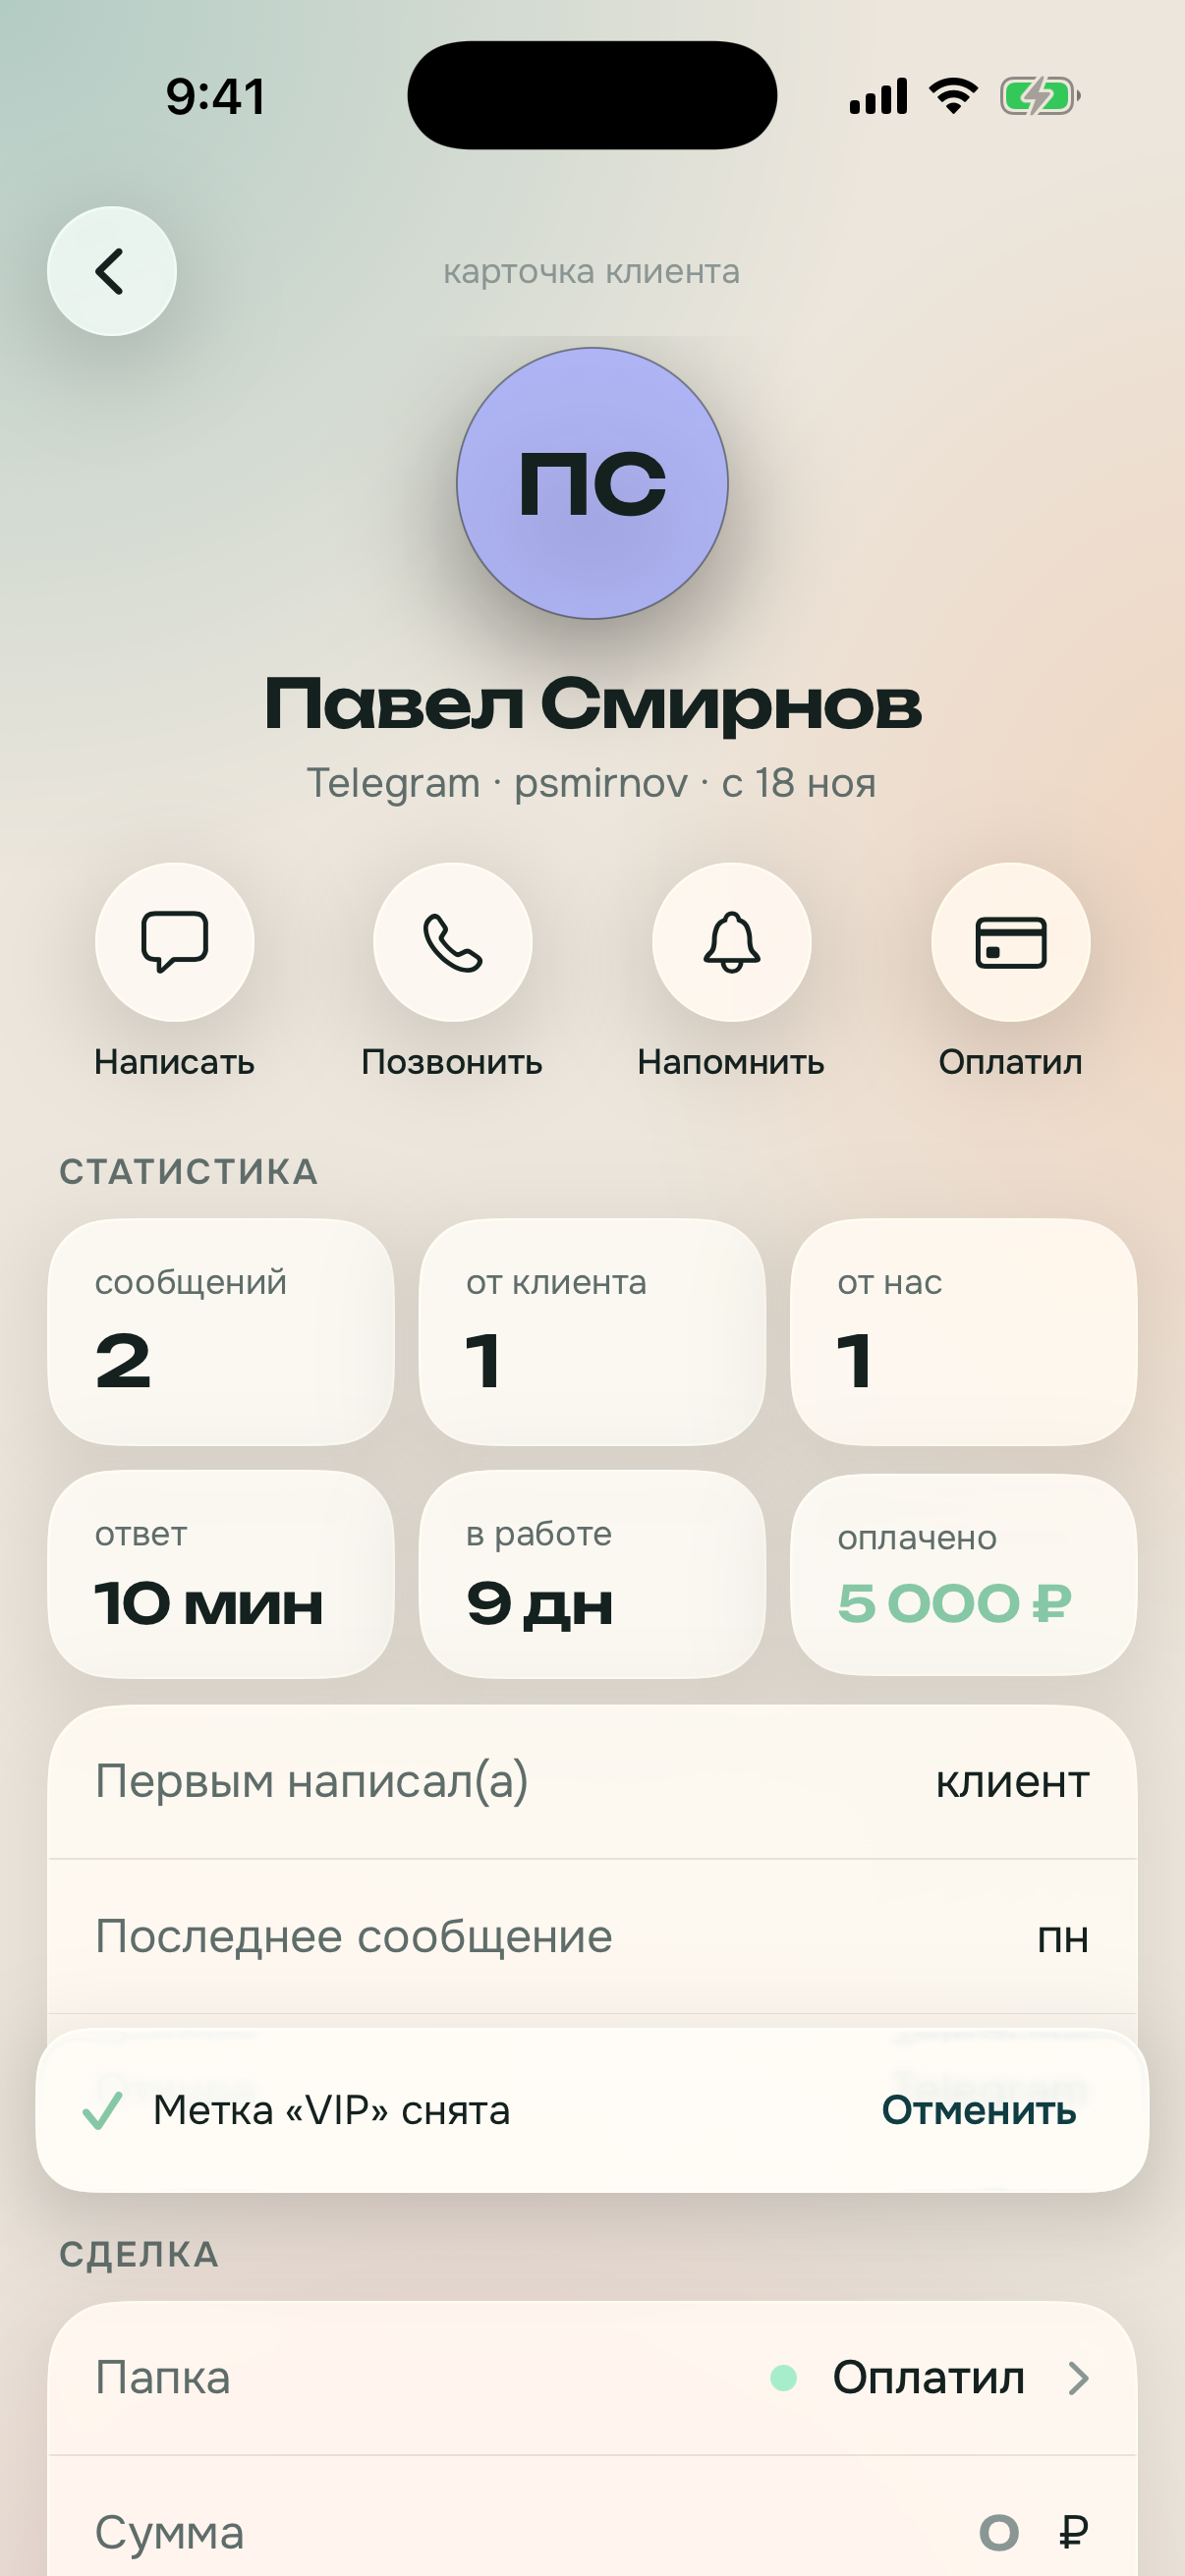 9:41
карточка клиента
ПС
Павел Смирнов
Telegram · psmirnov · с 18 ноя
Написать Позвонить Напомнить Оплатил
СТАТИСТИКА
сообщений от клиента от нас
2 1 1
ответ в работе оплачено
10 мин 9 дн 5 000 ₽
Первым написал(а) клиент
Последнее сообщение пн
Telegram
Метка «VIP» снята Отменить
СДЕЛКА
Папка Оплатил
Сумма 0 ₽